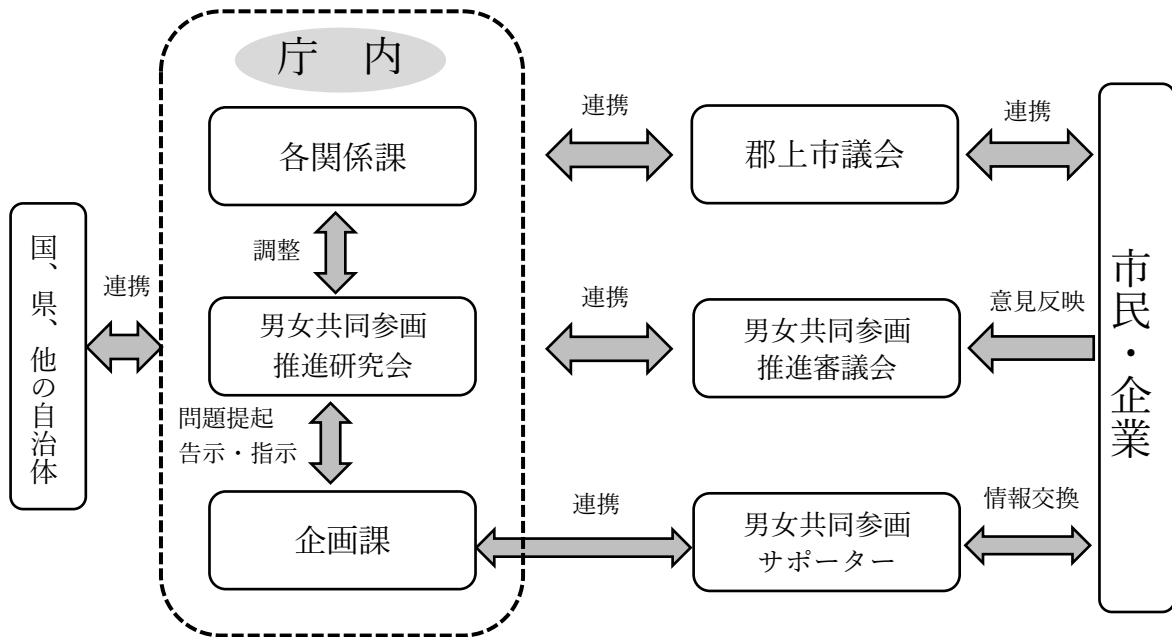 庁　内
各関係課
調整
男女共同参画
推進研究会
問題提起
告示・指示
企画課
国、県、他の自治体
連携
連携
郡上市議会
連携
連携
男女共同参画
推進審議会
意見反映
連携
男女共同参画
サポーター
情報交換
市民・企業